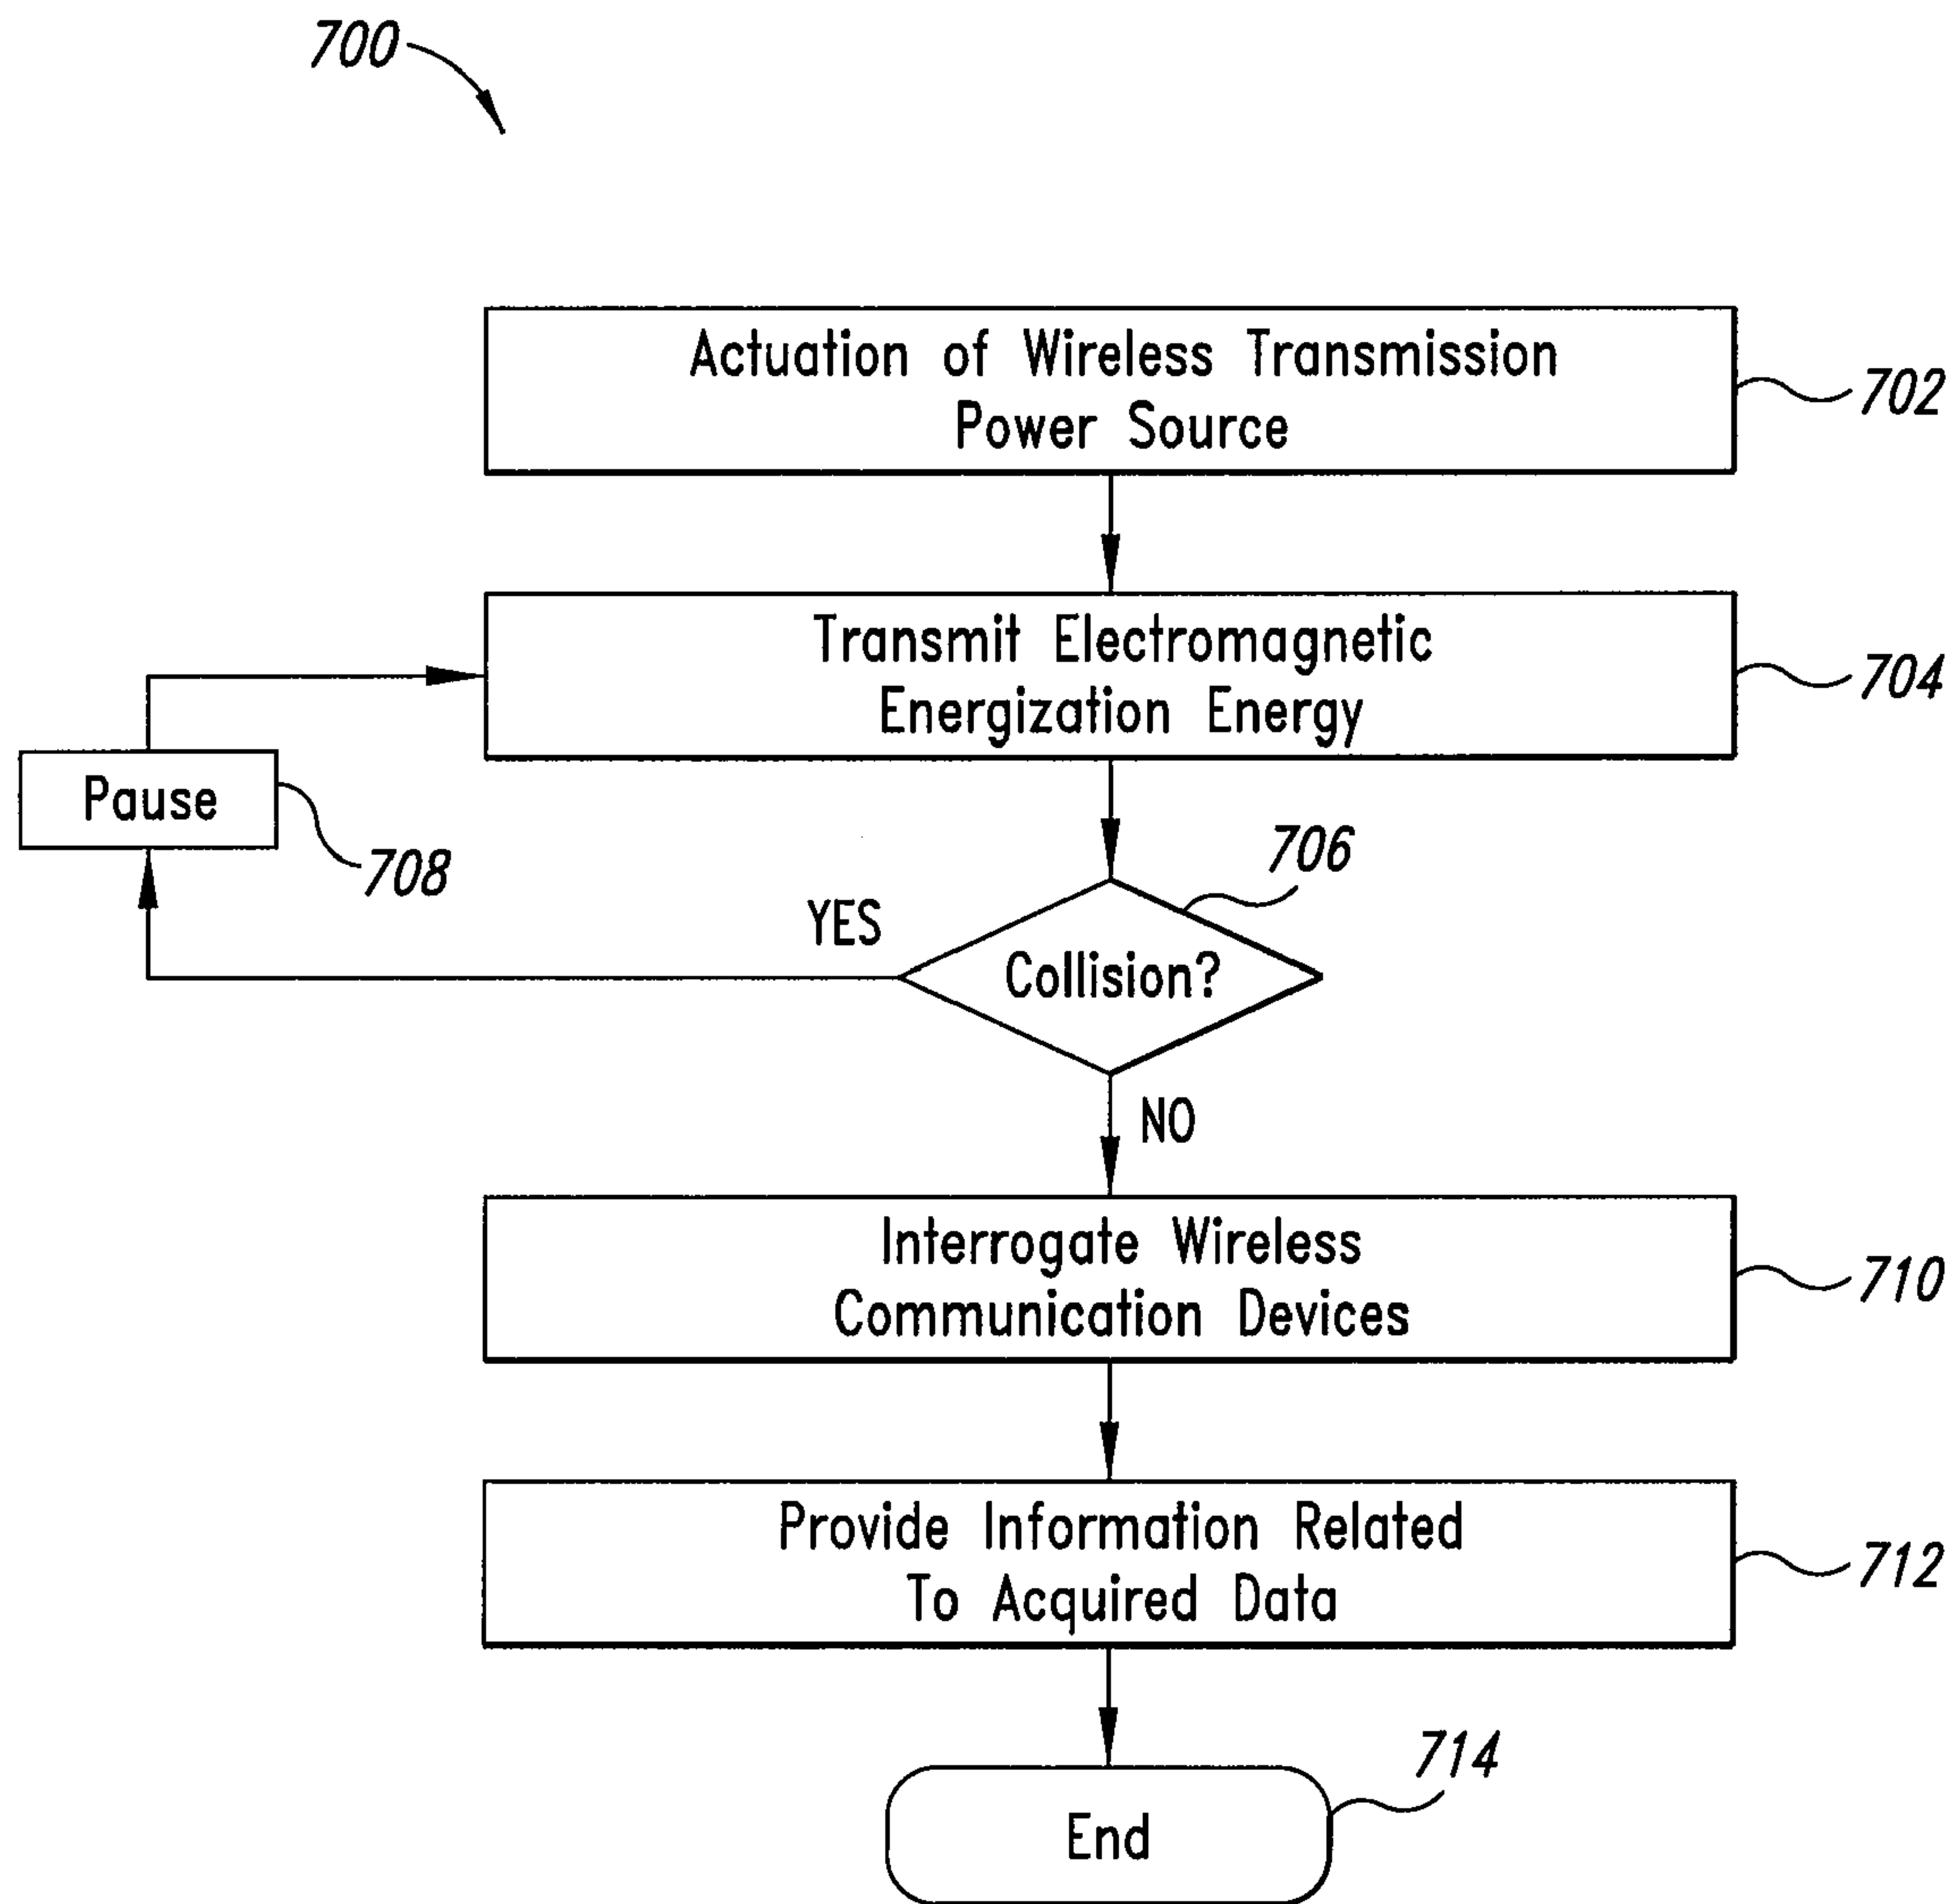 700
Actuation of Wireless Transmission
Power Source
702
Transmit Electromagnetic
Energization Energy
704
Pause
708
706
YES
Collision?
NO
Interrogate Wireless
Communication Devices
710
Provide Information Related
To Acquired Data
712
714
End